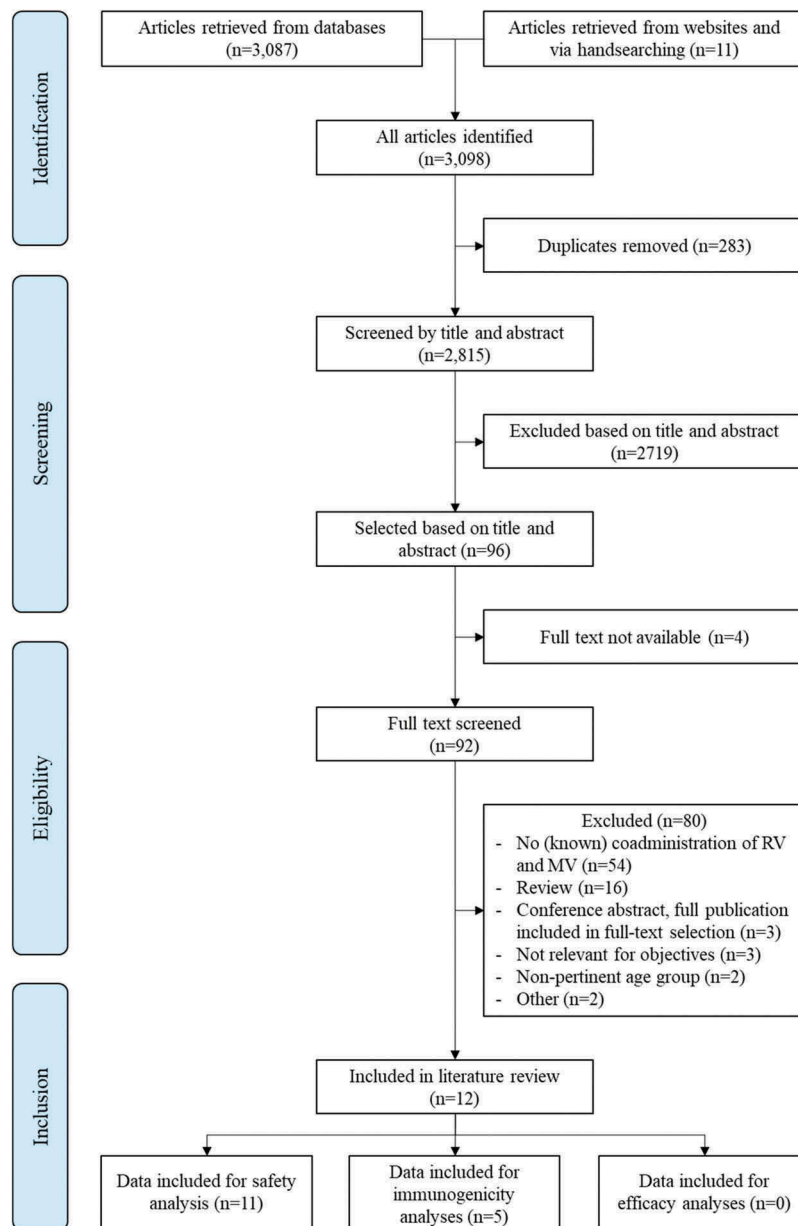 Identification
Articles retrieved from databases
(n=3,087)
Articles retrieved from websites and
via handsearching (n=11)
All articles identified
(n=3,098)
Duplicates removed (n=283)
Screening
Screened by title and abstract
(n=2,815)
Excluded based on title and abstract
(n=2719)
Selected based on title and
abstract (n=96)
Full text not available (n=4)
Eligibility
Full text screened
(n=92)
Excluded (n=80)
- No (known) coadministration of RV
and MV (n=54)
- Review (n=16)
- Conference abstract, full publication
included in full-text selection (n=3)
- Not relevant for objectives (n=3)
- Non-pertinent age group (n=2)
- Other (n=2)
Inclusion
Included in literature review
(n=12)
Data included for safety
analysis (n=11)
Data included for
immunogenicity
analyses (n=5)
Data included for
efficacy analyses (n=0)